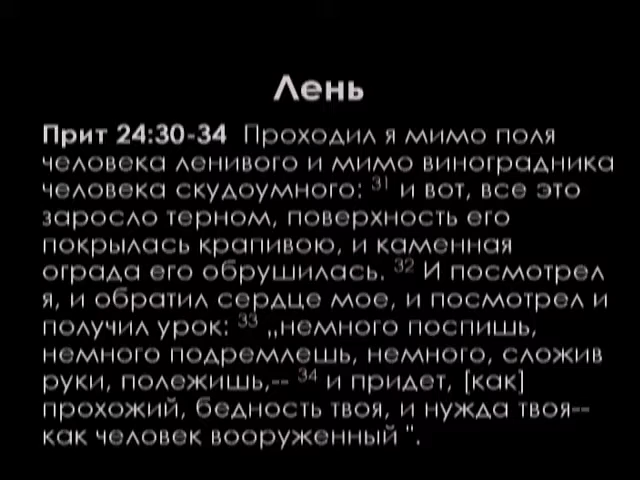 Лень
Прит 24:30-34 Проходил я мимо поля
человека ленивого и мимо виноградника
человека скудоумного: 31 и вот, все это
заросло терном, поверхность его
покрылась крапивою, и каменная
ограда его обрушилась. 32 И посмотрел
я, и обратил сердце мое, и посмотрел и
получил урок: 33 „немного поспишь,
немного подремлешь, немного, сложив
руки, полежишь,-- 34 и придет, [как]
прохожий, бедность твоя, и нужда твоя--
как человек вооруженный ".